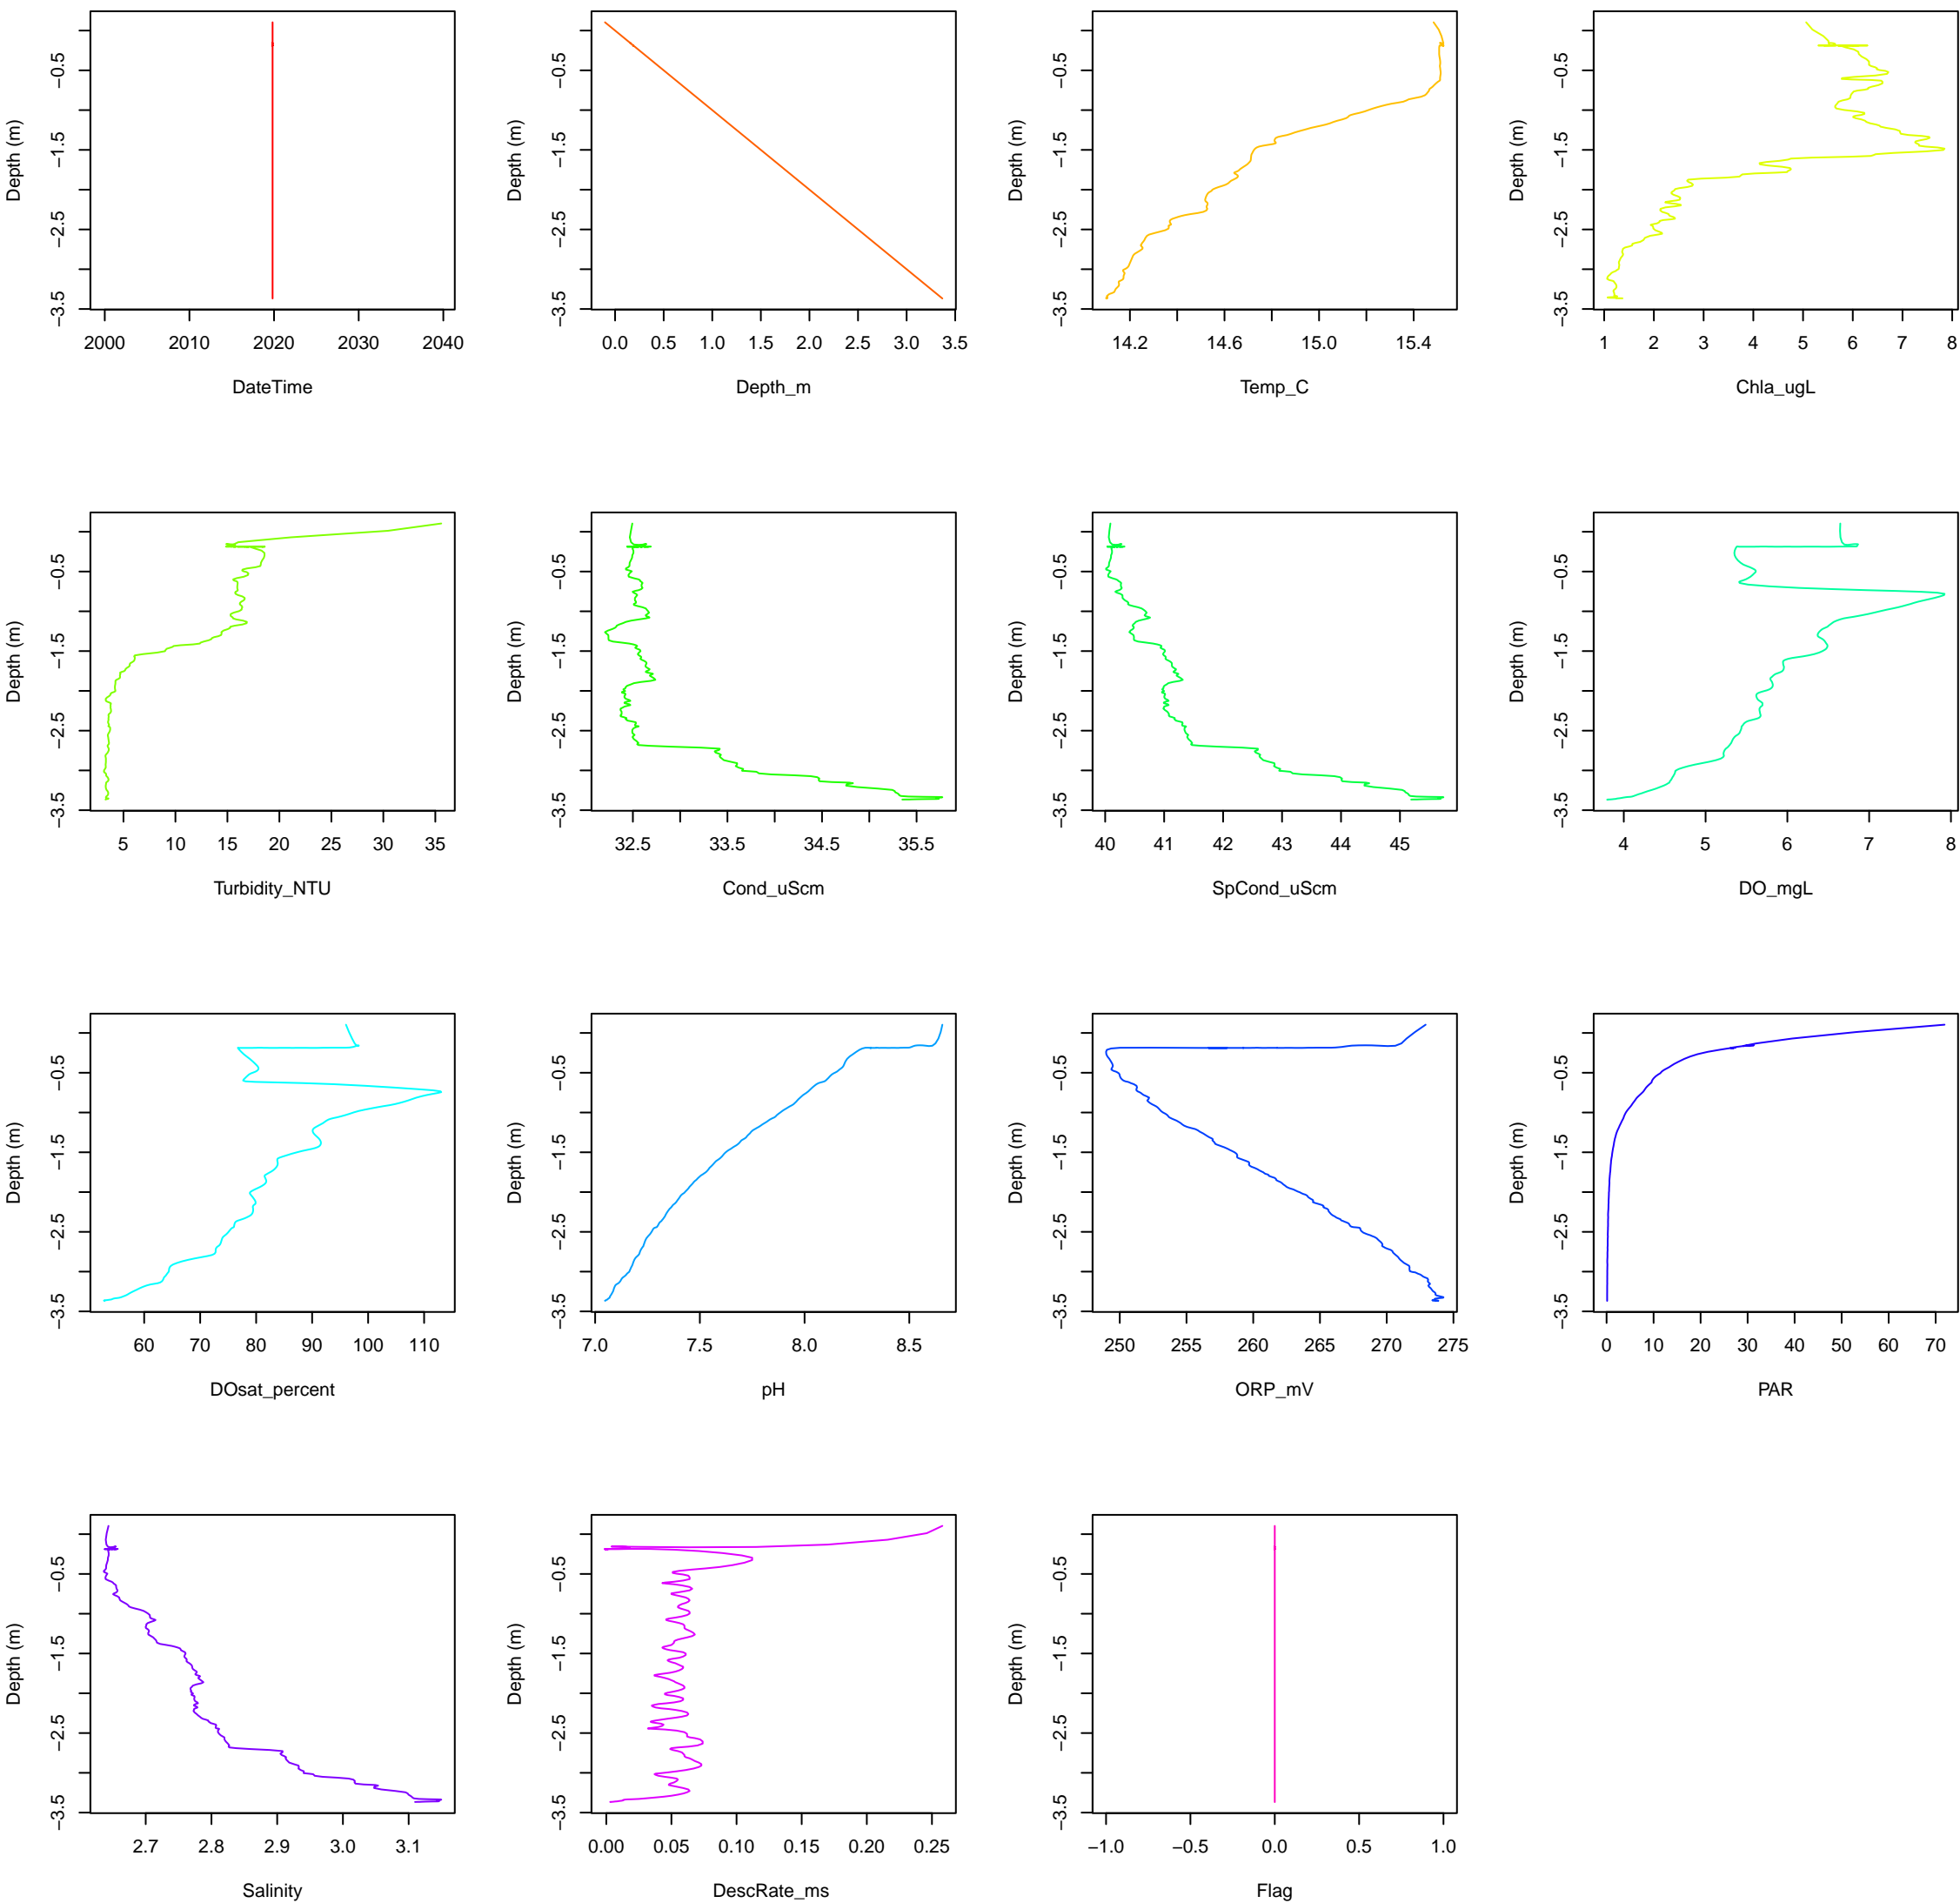 Depth (m)
−0.5
−1.5
−2.5
−3.5
2000 2010 2020 2030 2040
DateTime
Depth (m)
−0.5
−1.5
−2.5
−3.5
0.0 0.5 1.0 1.5 2.0 2.5 3.0 3.5
Depth_m
Depth (m)
−0.5
−1.5
−2.5
−3.5
14.2 14.6 15.0 15.4
Temp_C
Depth (m)
−0.5
−1.5
−2.5
−3.5
1 2 3 4 5 6 7 8
Chla_ugL
Depth (m)
−0.5
−1.5
−2.5
−3.5
5 10 15 20 25 30 35
Turbidity_NTU
Depth (m)
−0.5
−1.5
−2.5
−3.5
32.5 33.5 34.5 35.5
Cond_uScm
Depth (m)
−0.5
−1.5
−2.5
−3.5
40 41 42 43 44 45
SpCond_uScm
Depth (m)
−0.5
−1.5
−2.5
−3.5
4 5 6 7 8
DO_mgL
Depth (m)
−0.5
−1.5
−2.5
−3.5
60 70 80 90 100 110
DOsat_percent
Depth (m)
−0.5
−1.5
−2.5
−3.5
7.0 7.5 8.0 8.5
pH
Depth (m)
−0.5
−1.5
−2.5
−3.5
250 255 260 265 270 275
ORP_mV
Depth (m)
−0.5
−1.5
−2.5
−3.5
0 10 20 30 40 50 60 70
PAR
Depth (m)
−0.5
−1.5
−2.5
−3.5
2.7 2.8 2.9 3.0 3.1
Salinity
Depth (m)
−0.5
−1.5
−2.5
−3.5
0.00 0.05 0.10 0.15 0.20 0.25
DescRate_ms
Depth (m)
−0.5
−1.5
−2.5
−3.5
−1.0 −0.5 0.0 0.5 1.0
Flag